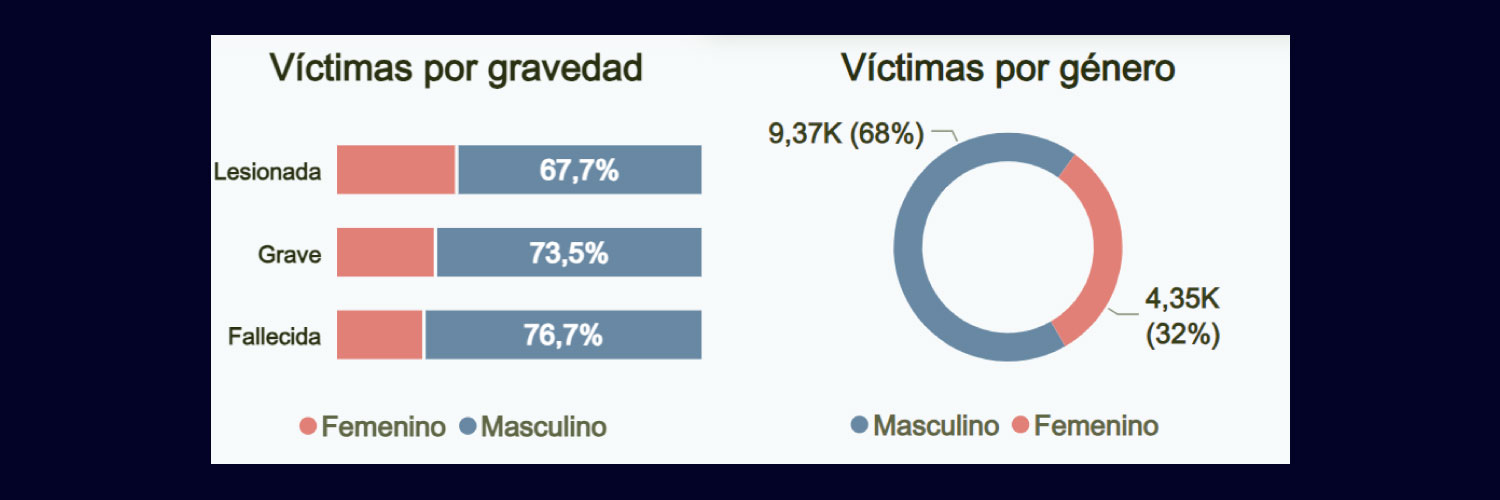 Víctimas por gravedad
Lesionada
67,7%
Grave
73,5%
Fallecida
76,7%
Femenino
Masculino
Víctimas por género
9,37K (68%)
4,35K
(32%)
Masculino
Femenino